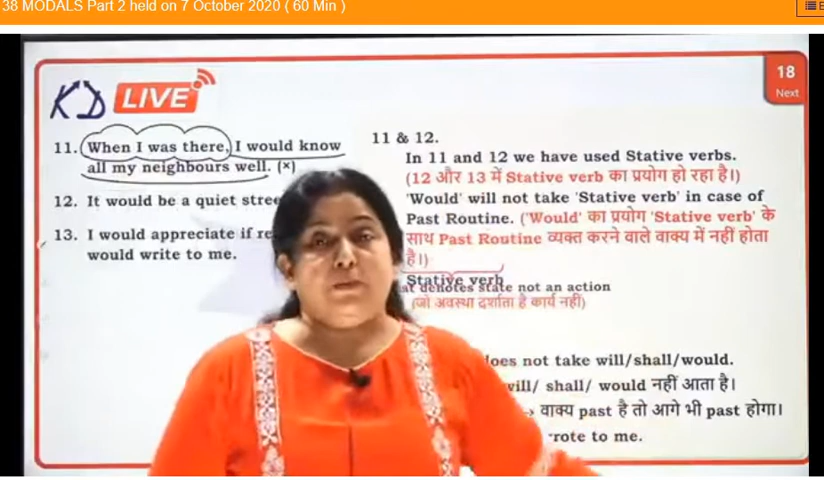 38 MODALS Part 2 held on 7 October 2020 ( 60 Min )
18
Next
KD LIVE
11. When I was there, I would know
all my neighbours well. (×)
12. It would be a quiet
13. I would appreciate if
would write to me.
11 & 12.
In 11 and 12 we have used Stative verbs.
(12 और 13 में Stative verb का प्रयोग हो रहा है।)
'Would' will not take 'Stative verb' in case of
Past Routine. ('Would' का प्रयोग 'Stative verb' के
साथ Past Routine व्यक्त करने वाले वाक्य में नहीं होता
है।)
Stative verb
denotes state not an action
(जो अवस्था दर्शाता है कार्य नहीं)
not take will/shall/would.
shall/ would नहीं आता है।
वाक्य past है तो आगे भी past होगा।
to me.